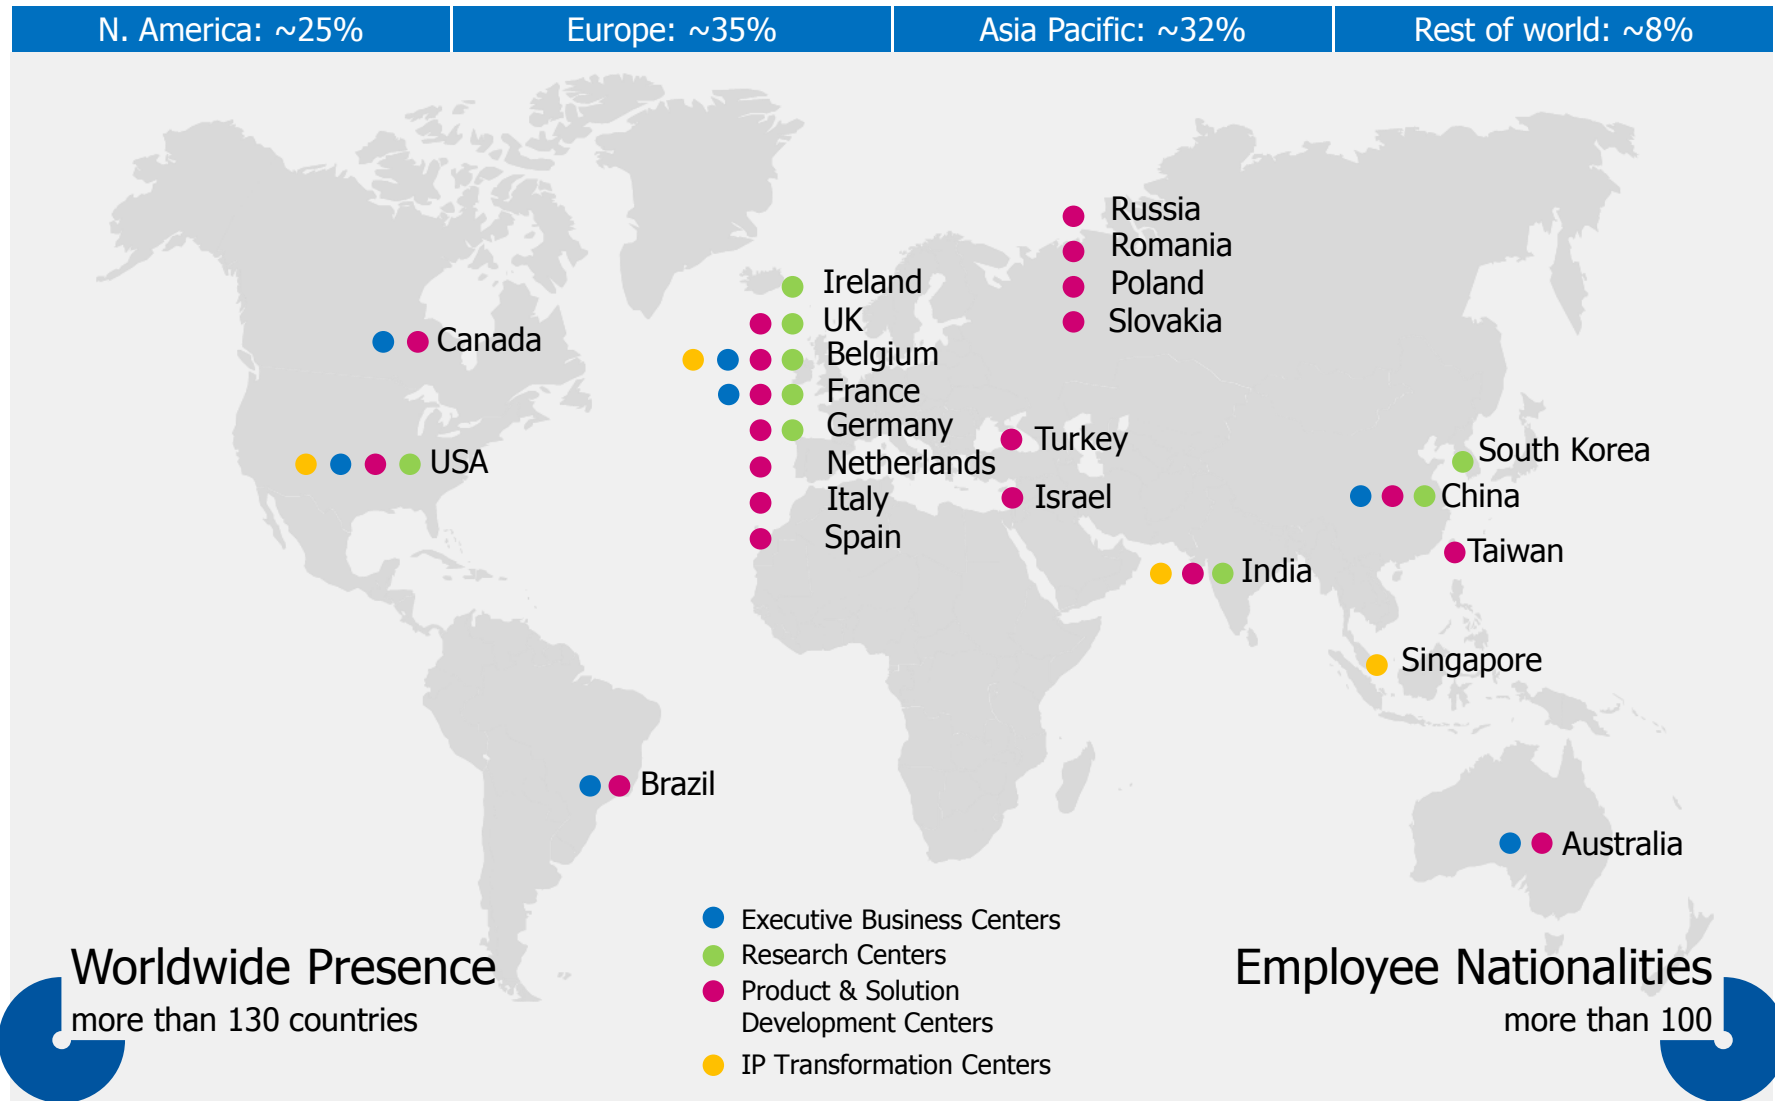 N. America: ~25%
Europe: ~35%
Asia Pacific: ~32%
Rest of world: ~8%
Russia
Romania
Poland
Slovakia
Ireland
UK
Belgium
France
Germany
Netherlands
Italy
Spain
Canada
USA
Turkey
Israel
South Korea
China
Taiwan
India
Singapore
Brazil
Australia
Executive Business Centers
Research Centers
Product & Solution
Development Centers
IP Transformation Centers
Worldwide Presence
more than 130 countries
Employee Nationalities
more than 100